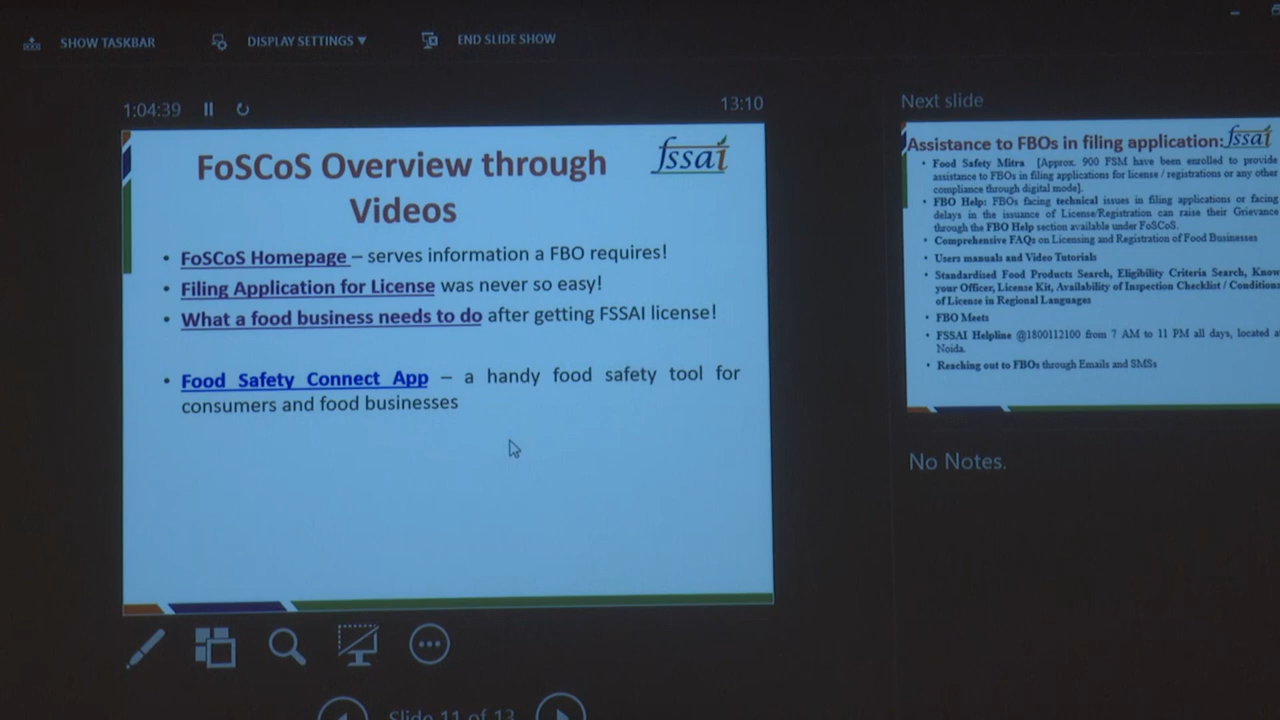 SHOW TASKBAR
DISPLAY SETTINGS ▼
END SLIDE SHOW
1:04:39
13:10
fssai
FoSCoS Overview through
Videos
• FoSCoS Homepage – serves information a FBO requires!
• Filing Application for License was never so easy!
• What a food business needs to do after getting FSSAI license!
• Food Safety Connect App – a handy food safety tool for
consumers and food businesses
Slide 11 of 13
Next slide
Assistance to FBOs in filing application:
fssai
• Food Safety Mitra [Approx. 900 FSM have been enrolled to provide
assistance to FBOs in filing applications for license / registrations or any other
compliance through digital mode].
• FBO Help: FBOs facing technical issues in filing applications or facing
delays in the issuance of License/Registration can raise their Grievance
through the FBO Help section available under FoSCoS.
• Comprehensive FAQs on Licensing and Registration of Food Businesses
• Users manuals and Video Tutorials
• Standardised Food Products Search, Eligibility Criteria Search, Know
your Officer, License Kit, Availability of Inspection Checklist / Conditions
of License in Regional Languages
• FBO Meets
• FSSAI Helpline @1800112100 from 7 AM to 11 PM all days, located at
Noida.
• Reaching out to FBOs through Emails and SMSs
No Notes.